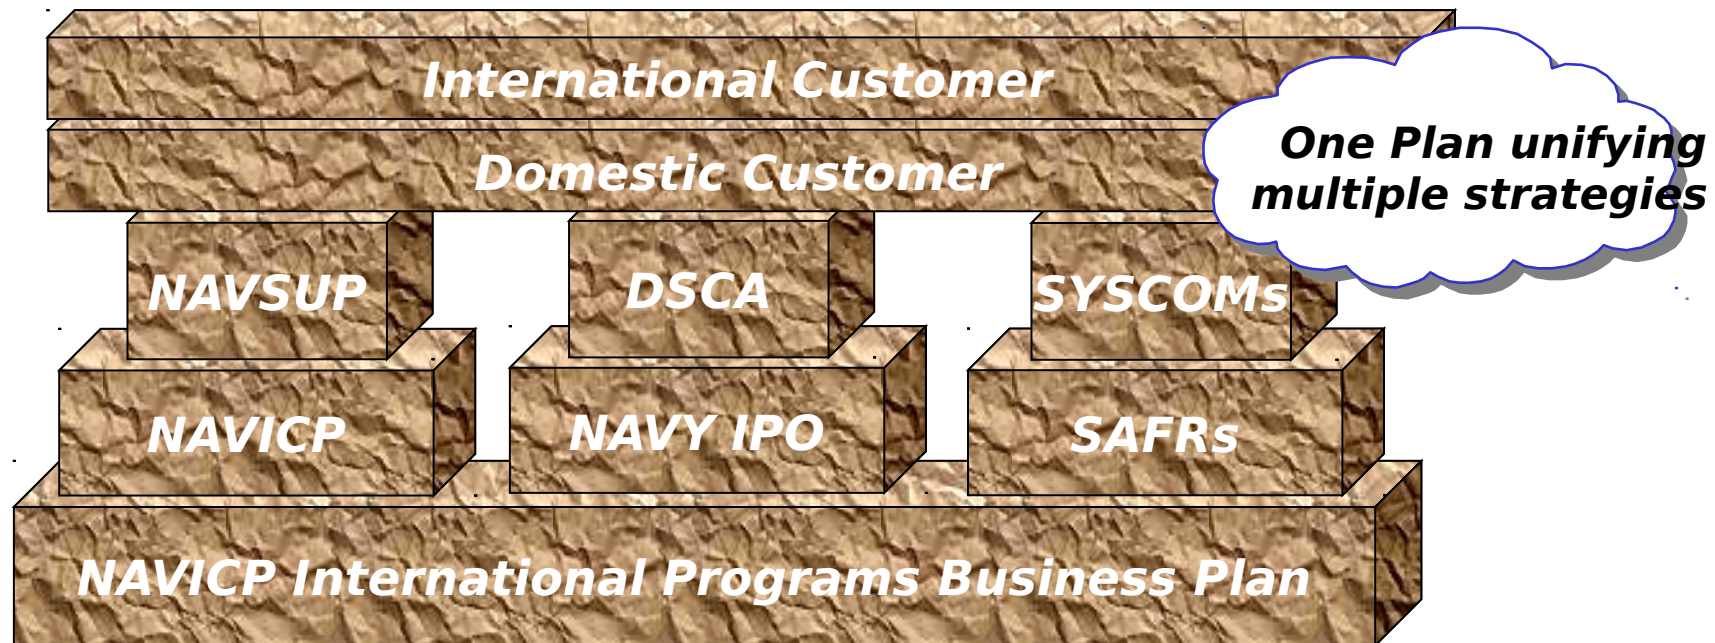 International Customer
Domestic Customer
One Plan unifying
multiple strategies
NAVSUP
DSCA
SYSCOMs
NAVICP
NAVY IPO
SAFRs
NAVICP International Programs Business Plan